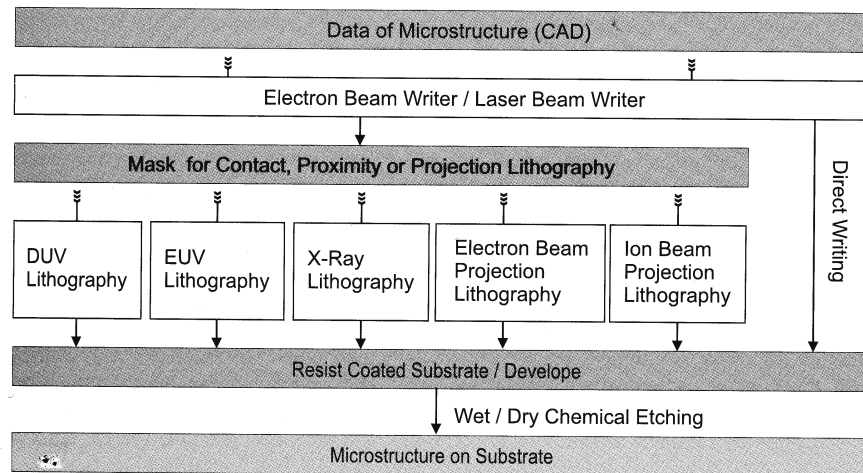 Data of Microstructure (CAD)
Electron Beam Writer / Laser Beam Writer
Mask for Contact, Proximity or Projection Lithography
Direct Writing
DUV
Lithography
EUV
Lithography
X-Ray
Lithography
Electron Beam
Projection
Lithography
Ion Beam
Projection
Lithography
Resist Coated Substrate / Develope
Wet / Dry Chemical Etching
Microstructure on Substrate